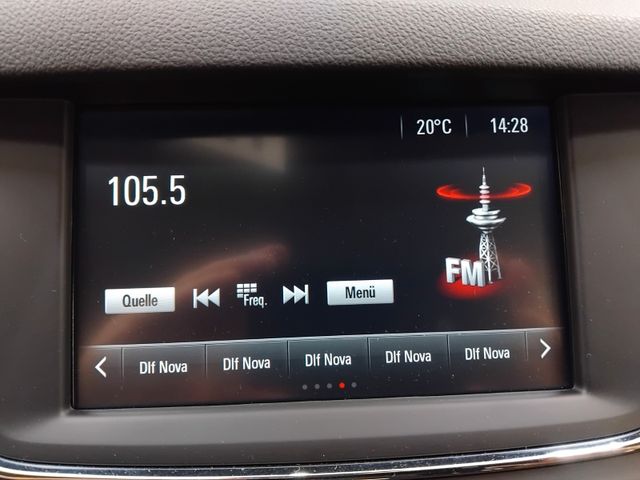 20°C 14:28
105.5
FM
Quelle Freq. Menü
Dlf Nova Dlf Nova Dlf Nova Dlf Nova Dlf Nova